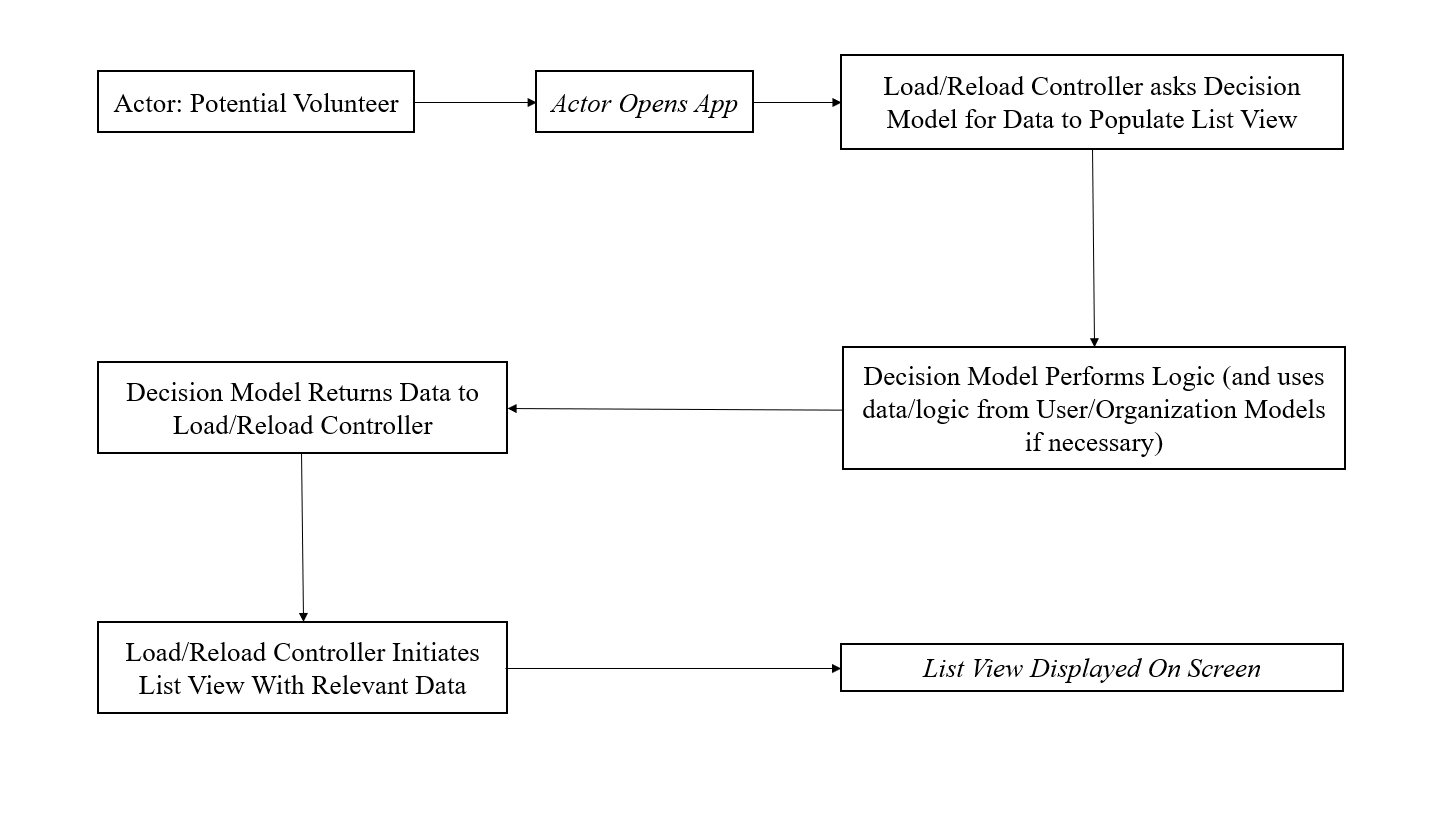 Actor: Potential Volunteer
Actor Opens App
Load/Reload Controller asks Decision
Model for Data to Populate List View
Decision Model Performs Logic (and uses
data/logic from User/Organization Models
if necessary)
Decision Model Returns Data to
Load/Reload Controller
Load/Reload Controller Initiates
List View With Relevant Data
List View Displayed On Screen